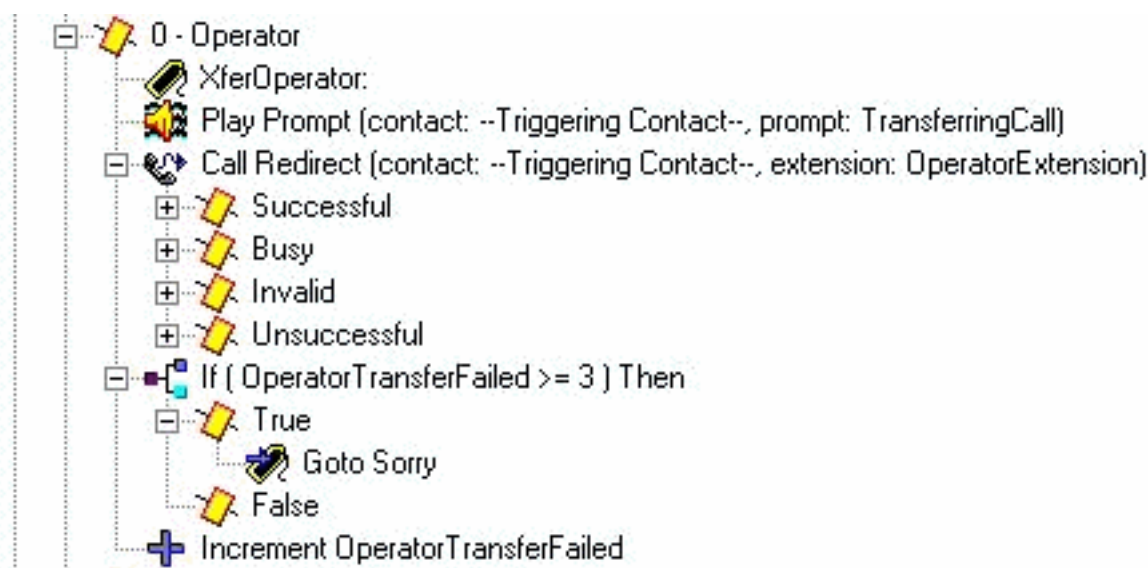 0 - Operator
XferOperator:
Play Prompt (contact: --Triggering Contact--, prompt: TransferringCall)
Call Redirect (contact: --Triggering Contact--, extension: OperatorExtension)
Successful
Busy
Invalid
Unsuccessful
If ( OperatorTransferFailed >= 3 ) Then
True
Goto Sorry
False
Increment OperatorTransferFailed